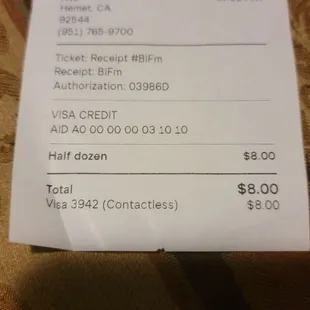 Hemet, CA
92544
(951) 765-9700
Ticket: Receipt #BIFm
Receipt: BIFm
Authorization: 03986D
VISA CREDIT
AID A0 00 00 00 03 10 10
Half dozen $8.00
Total $8.00
Visa 3942 (Contactless) $8.00